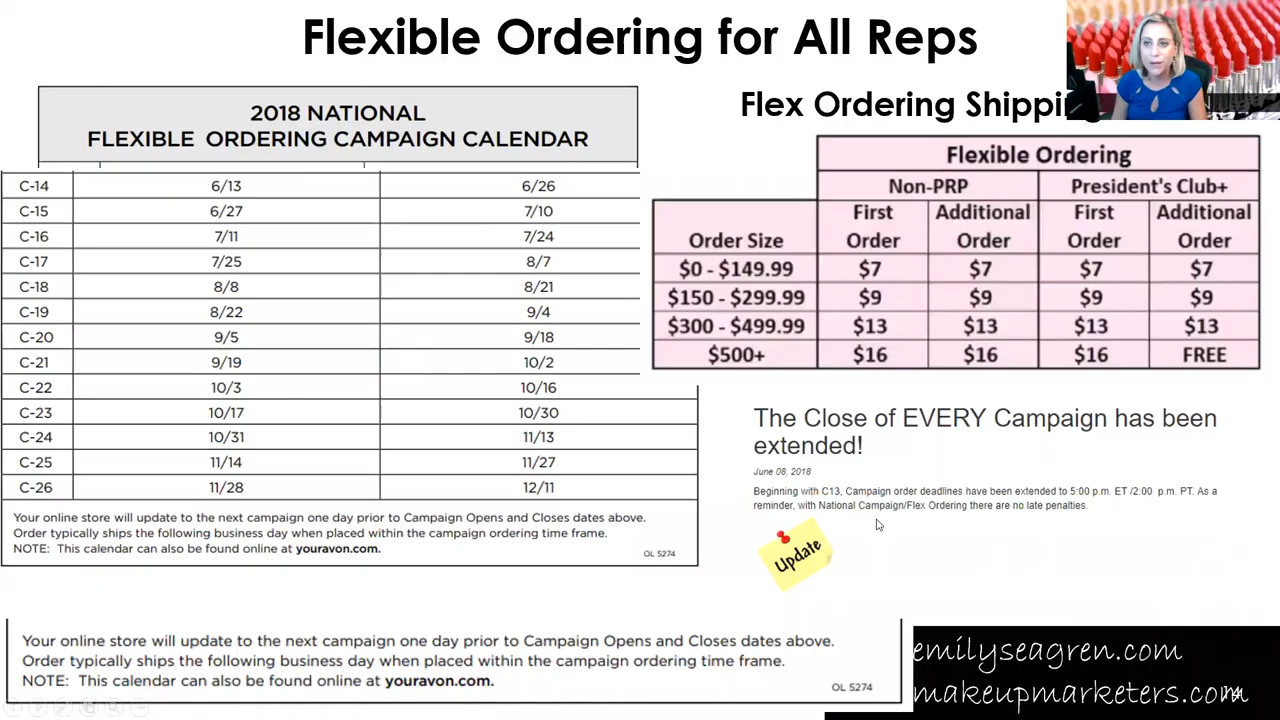 Flexible Ordering for All Reps
2018 NATIONAL
FLEXIBLE ORDERING CAMPAIGN CALENDAR
C-14 6/13 6/26
C-15 6/27 7/10
C-16 7/11 7/24
C-17 7/25 8/7
C-18 8/8 8/21
C-19 8/22 9/4
C-20 9/5 9/18
C-21 9/19 10/2
C-22 10/3 10/16
C-23 10/17 10/30
C-24 10/31 11/13
C-25 11/14 11/27
C-26 11/28 12/11
Your online store will update to the next campaign one day prior to Campaign Opens and Closes dates above.
Order typically ships the following business day when placed within the campaign ordering time frame.
NOTE: This calendar can also be found online at youravon.com.
OL 5274
Flex Ordering Shipping
Flexible Ordering
Non-PRP President's Club+
First Additional First Additional
Order Size Order Order Order Order
$0 - $149.99 $7 $7 $7 $7
$150 - $299.99 $9 $9 $9 $9
$300 - $499.99 $13 $13 $13 $13
$500+ $16 $16 $16 FREE
The Close of EVERY Campaign has been
extended!
June 08, 2018
Beginning with C13, Campaign order deadlines have been extended to 5:00 p.m. ET /2:00 p.m. PT. As a
reminder, with National Campaign/Flex Ordering there are no late penalties.
Update
Your online store will update to the next campaign one day prior to Campaign Opens and Closes dates above.
Order typically ships the following business day when placed within the campaign ordering time frame.
NOTE: This calendar can also be found online at youravon.com.
OL 5274
emilyseagren.com
makeupmarketers.com